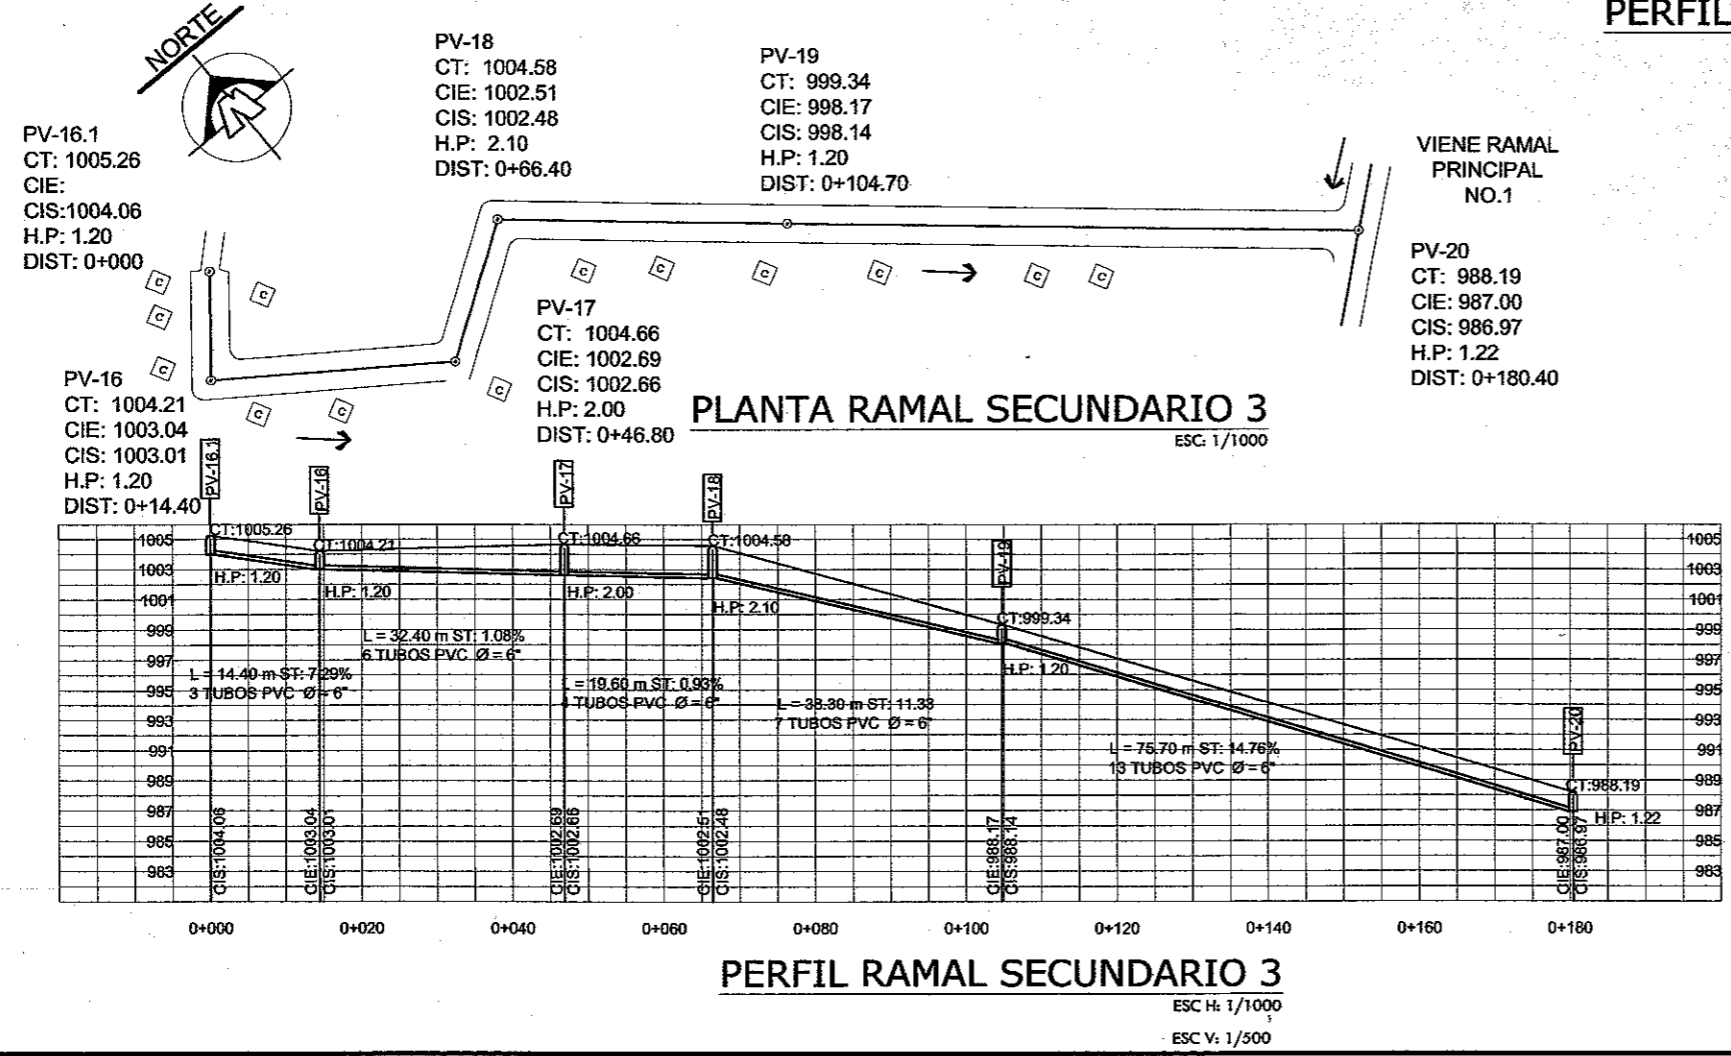 PERFIL
NORTE
PV-16.1
CT: 1005.26
CIE:
CIS:1004.06
H.P: 1.20
DIST: 0+000
PV-18
CT: 1004.58
CIE: 1002.51
CIS: 1002.48
H.P: 2.10
DIST: 0+66.40
PV-19
CT: 999.34
CIE: 998.17
CIS: 998.14
H.P: 1.20
DIST: 0+104.70
VIENE RAMAL
PRINCIPAL
NO.1
PV-20
CT: 988.19
CIE: 987.00
CIS: 986.97
H.P: 1.22
DIST: 0+180.40
C
C
C
C
C
C
C
C
C
C
C
C
C
PV-17
CT: 1004.66
CIE: 1002.69
CIS: 1002.66
H.P: 2.00
DIST: 0+46.80
PV-16
CT: 1004.21
CIE: 1003.04
CIS: 1003.01
H.P: 1.20
DIST: 0+14.40
PLANTA RAMAL SECUNDARIO 3
ESC: 1/1000
PV-16.1
PV-16
PV-17
PV-18
PV-19
PV-20
CT:1005.26
CT:1004.21
CT:1004.66
CT:1004.58
CT:999.34
CT:988.19
H.P: 1.20
H.P: 1.20
H.P: 2.00
H.P: 2.10
H.P: 1.20
H.P: 1.22
L = 14.40 m ST: 7.29%
3 TUBOS PVC Ø = 6"
L = 32.40 m ST: 1.08%
6 TUBOS PVC Ø = 6"
L = 19.60 m ST: 0.93%
4 TUBOS PVC Ø = 6"
L = 38.30 m ST: 11.33
7 TUBOS PVC Ø = 6"
L = 75.70 m ST: 14.76%
13 TUBOS PVC Ø = 6"
1005
1003
1001
999
997
995
993
991
989
987
985
983
1005
1003
1001
999
997
995
993
991
989
987
985
983
CIS:1004.06
CIE:1003.04
CIS:1003.01
CIE:1002.69
CIS:1002.66
CIE:1002.51
CIS:1002.48
CIE:988.17
CIS:988.14
CIE:987.00
CIS:986.97
0+000
0+020
0+040
0+060
0+080
0+100
0+120
0+140
0+160
0+180
PERFIL RAMAL SECUNDARIO 3
ESC H: 1/1000
ESC V: 1/500